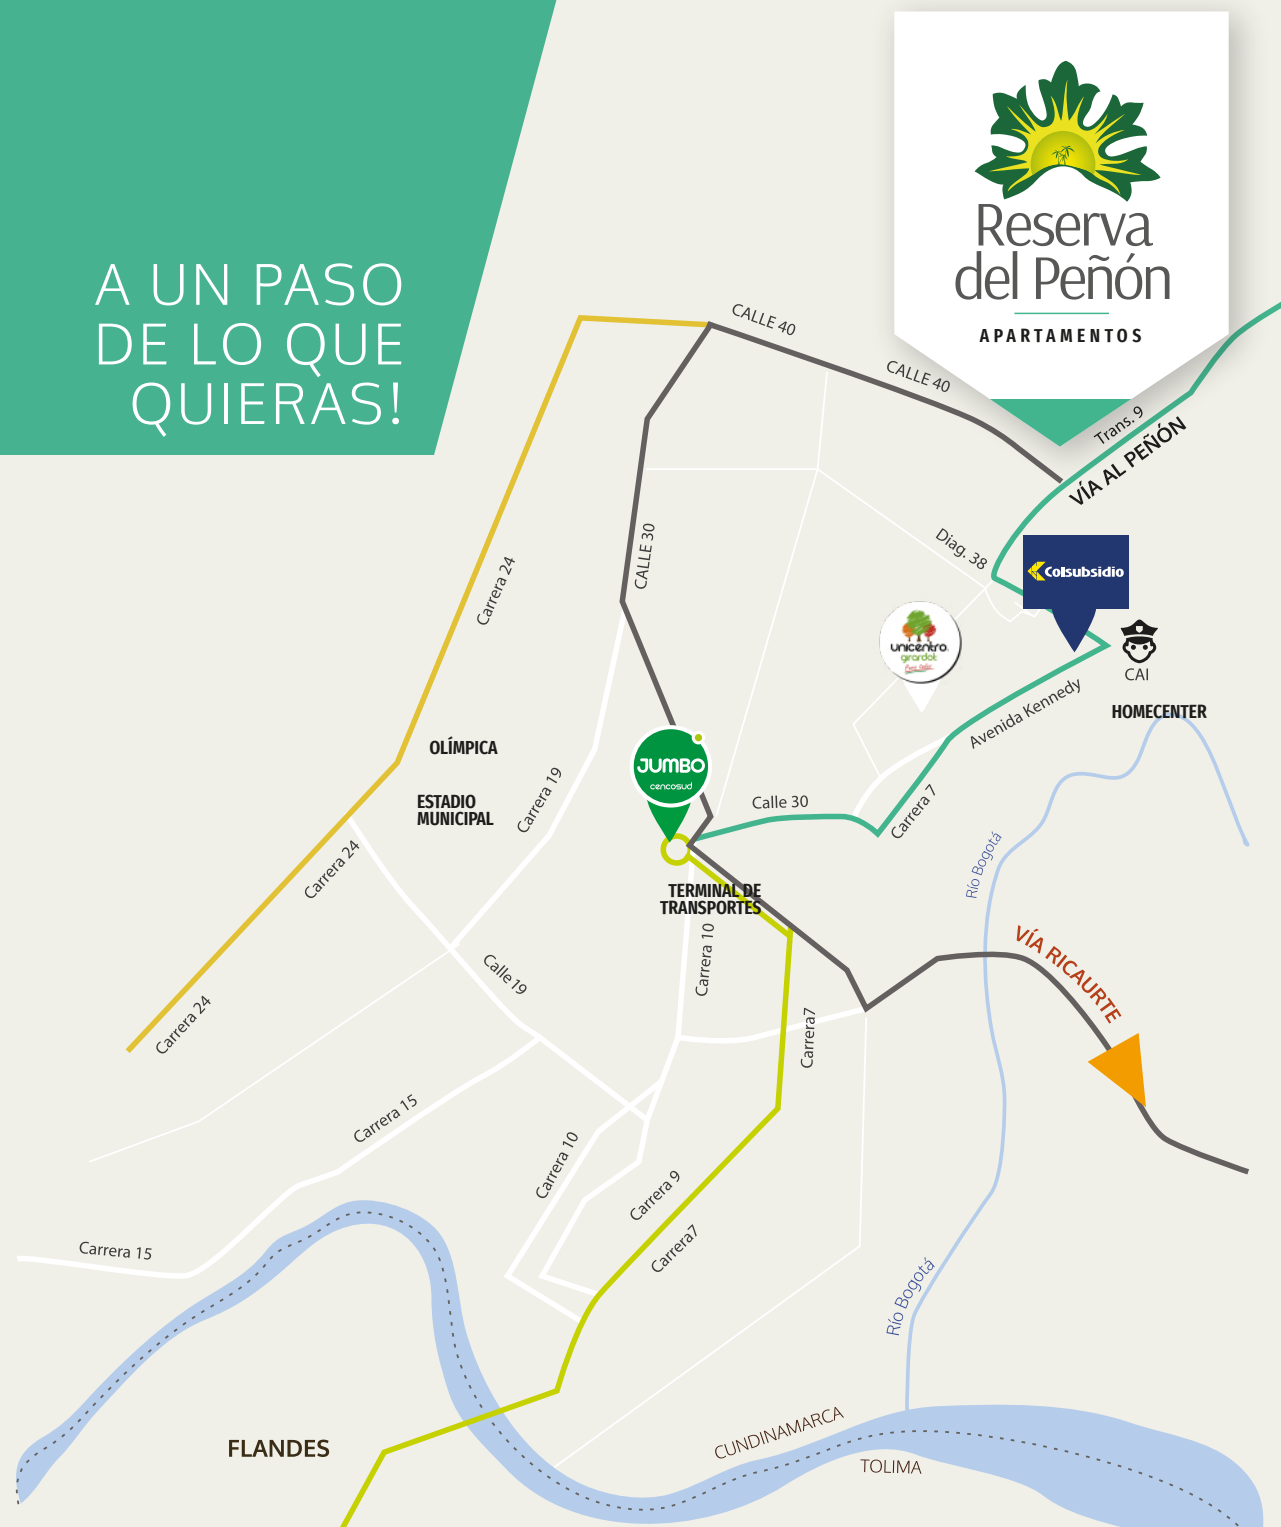 A UN PASO
DE LO QUE
QUIERAS!
Reserva
del Peñón
APARTAMENTOS
CALLE 40
CALLE 40
Trans. 9
VÍA AL PEÑÓN
Diag. 38
CALLE 30
Carrera 24
Colsubsidio
unicentro
girardot
CAI
HOMECENTER
Avenida Kennedy
OLÍMPICA
ESTADIO
MUNICIPAL
JUMBO
cencosud
Carrera 19
Calle 30
Carrera 7
Río Bogotá
Carrera 24
TERMINAL DE
TRANSPORTES
Carrera 10
VÍA RICAURTE
Calle 19
Carrera 24
Carrera7
Carrera 15
Carrera 10
Carrera 9
Carrera7
Carrera 15
Río Bogotá
FLANDES
CUNDINAMARCA
TOLIMA